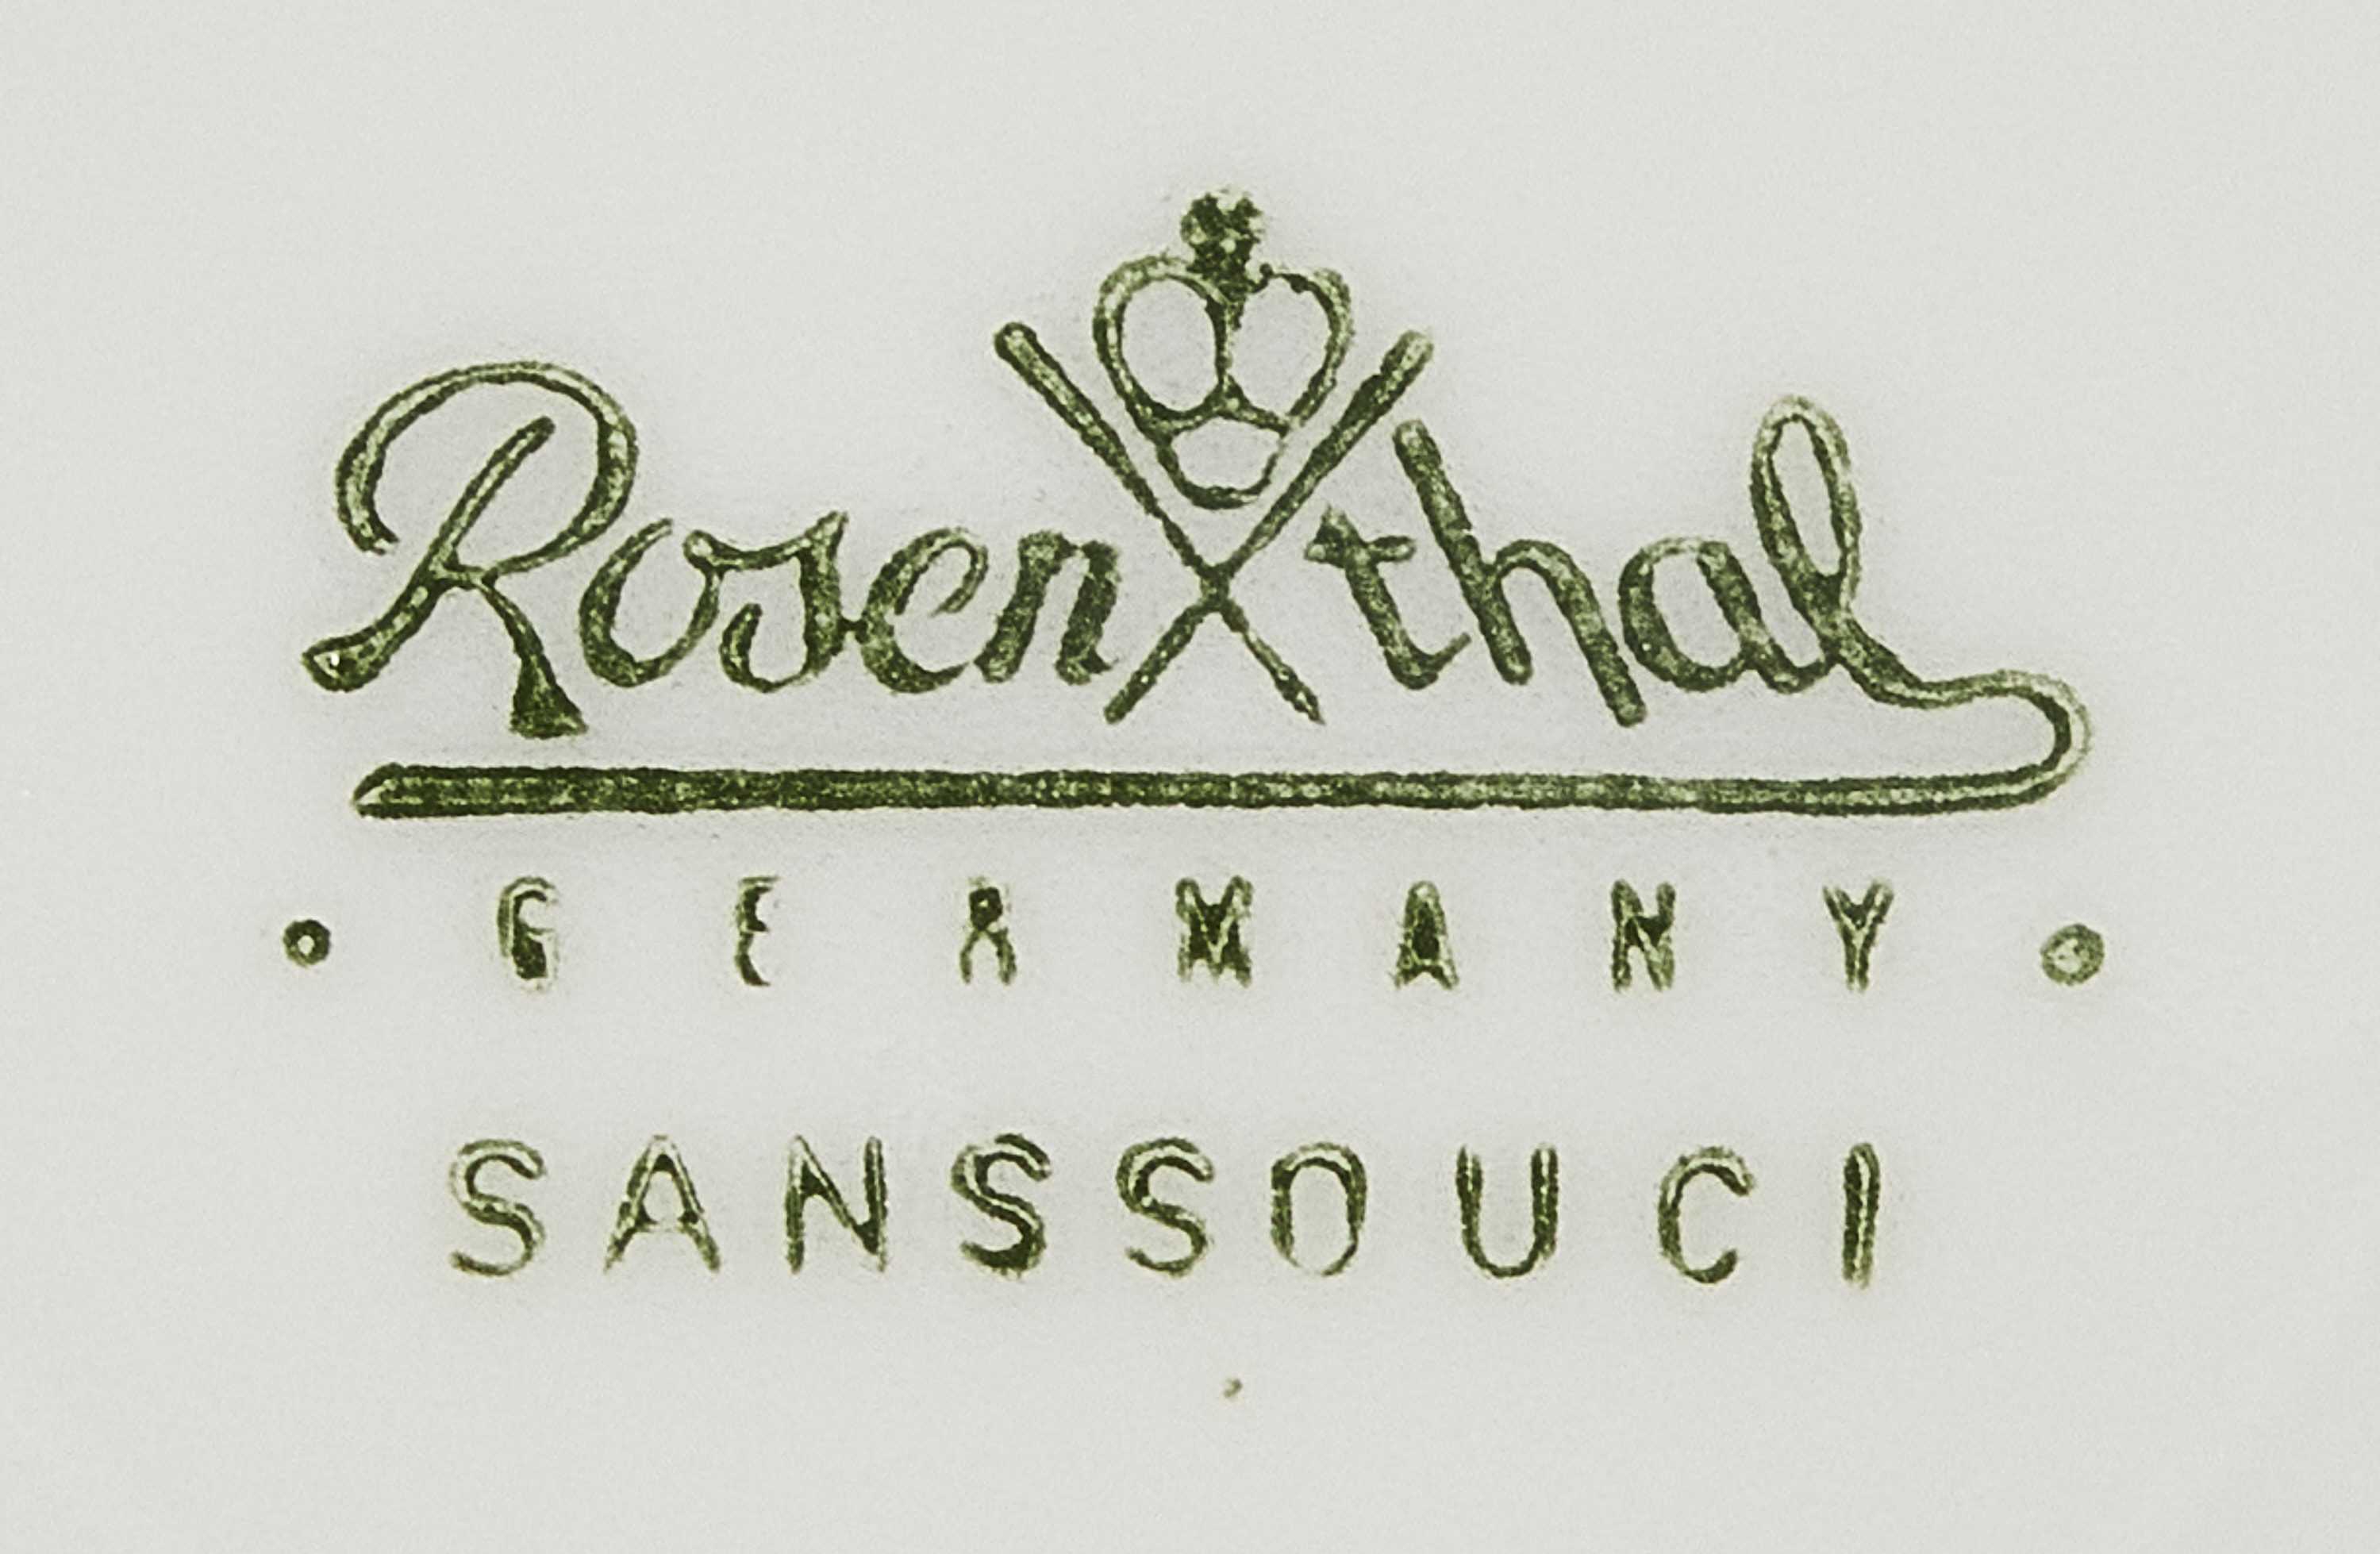 Rosenthal
· GERMANY ·
SANSSOUCI